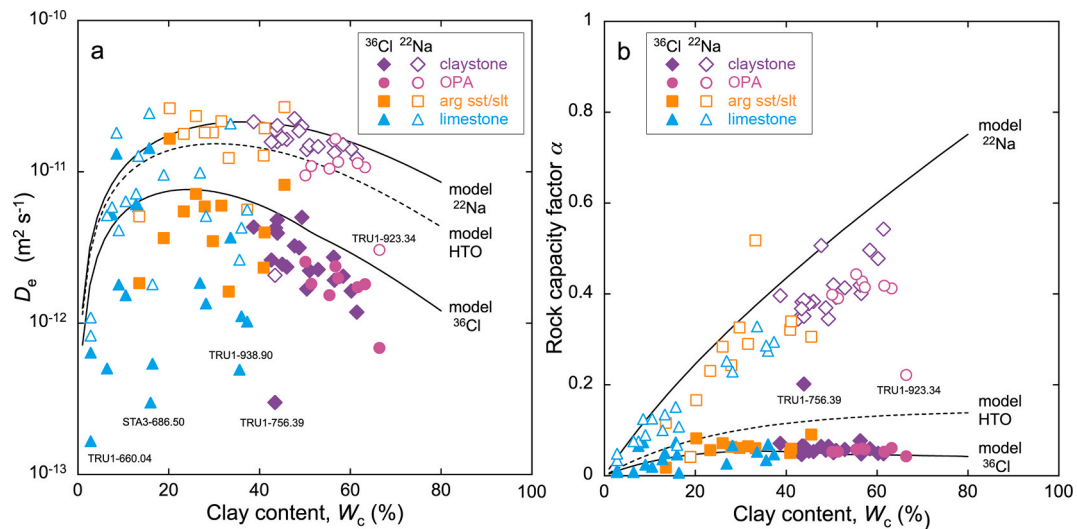 a
10⁻¹⁰
10⁻¹¹
10⁻¹²
10⁻¹³
Dₑ (m² s⁻¹)
³⁶Cl ²²Na
claystone
OPA
arg sst/slt
limestone
model
²²Na
model
HTO
TRU1-923.34
model
³⁶Cl
TRU1-938.90
STA3-686.50
TRU1-756.39
TRU1-660.04
0 20 40 60 80 100
Clay content, W_c (%)
b
1
0.8
0.6
0.4
0.2
0
Rock capacity factor α
³⁶Cl ²²Na
claystone
OPA
arg sst/slt
limestone
model
²²Na
TRU1-756.39
TRU1-923.34
model
HTO
model
³⁶Cl
0 20 40 60 80 100
Clay content, W_c (%)